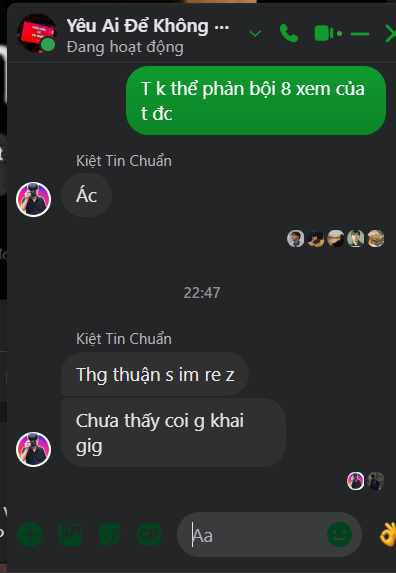 Yêu Ai Để Không ...
Đang hoạt động
T k thể phản bội 8 xem của
t đc
Kiệt Tin Chuẩn
Ác
22:47
Kiệt Tin Chuẩn
Thg thuận s im re z
Chưa thấy coi g khai
gig
GIF
Aa